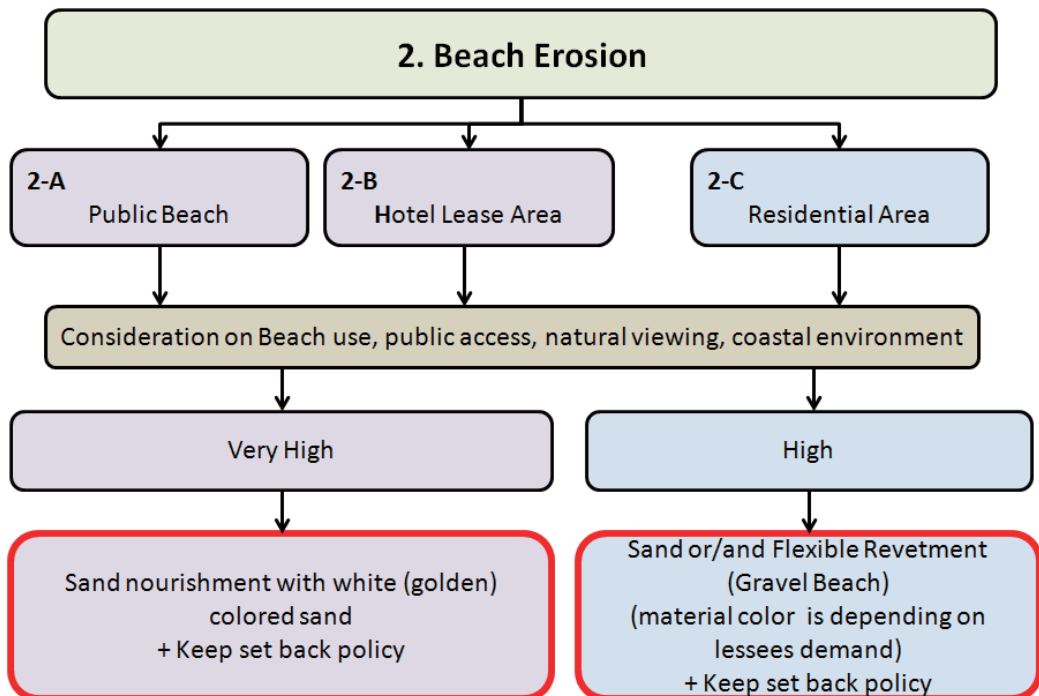 2. Beach Erosion
2-A
Public Beach
2-B
Hotel Lease Area
2-C
Residential Area
Consideration on Beach use, public access, natural viewing, coastal environment
Very High
High
Sand nourishment with white (golden)
colored sand
+ Keep set back policy
Sand or/and Flexible Revetment
(Gravel Beach)
(material color is depending on
lessees demand)
+ Keep set back policy